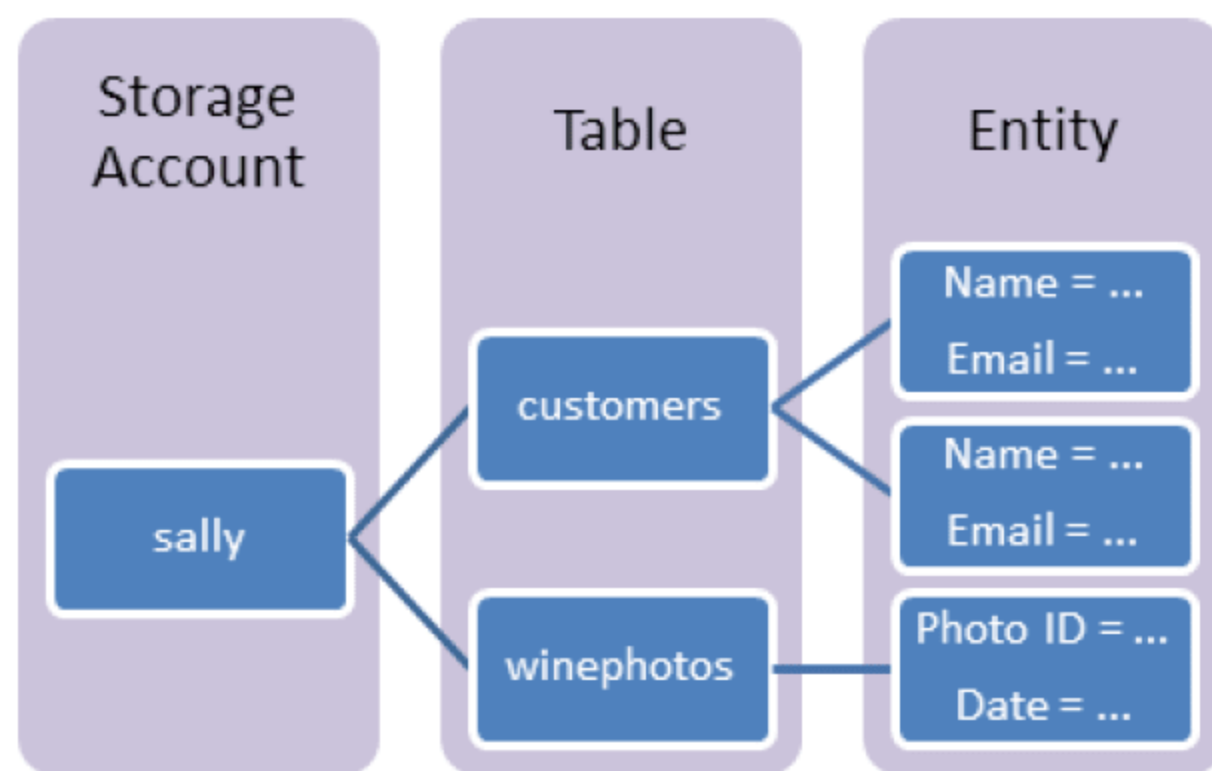 Storage
Account
Table
Entity
sally
customers
winephotos
Name = ...
Email = ...
Name = ...
Email = ...
Photo ID = ...
Date = ...